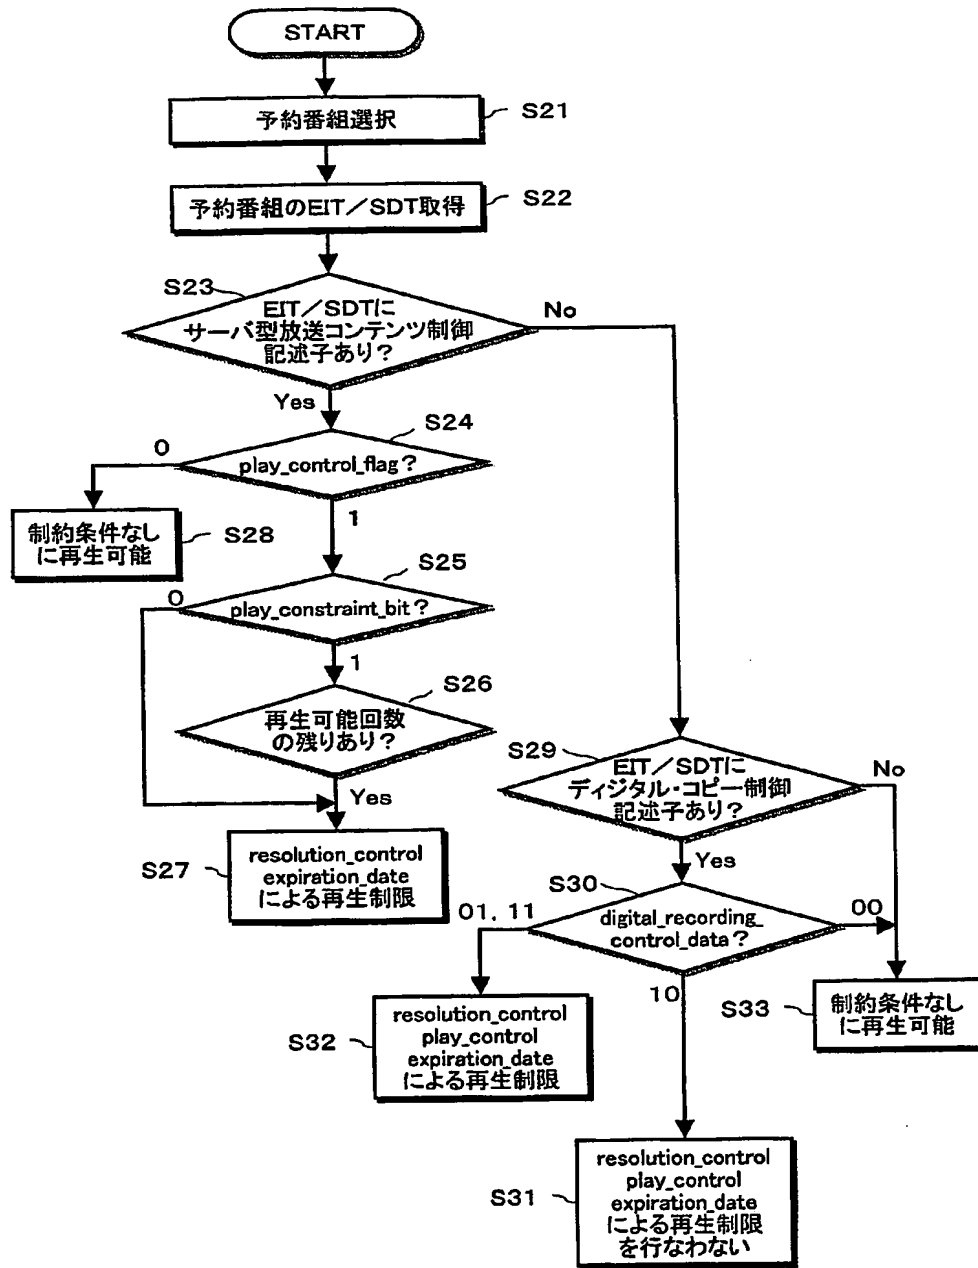 START
予約番組選択
S21
予約番組のEIT／SDT取得
S22
S23
EIT／SDTに
サーバ型放送コンテンツ制御
記述子あり？
No
Yes
S24
0
play_control_flag？
1
制約条件なし
に再生可能
S28
S25
0
play_constraint_bit？
1
S26
再生可能回数
の残りあり？
Yes
S27
resolution_control
expiration_date
による再生制限
S29
EIT／SDTに
ディジタル・コピー制御
記述子あり？
No
Yes
S30
01, 11
digital_recording_
control_data？
00
10
S32
resolution_control
play_control
expiration_date
による再生制限
S33
制約条件なし
に再生可能
S31
resolution_control
play_control
expiration_date
による再生制限
を行なわない